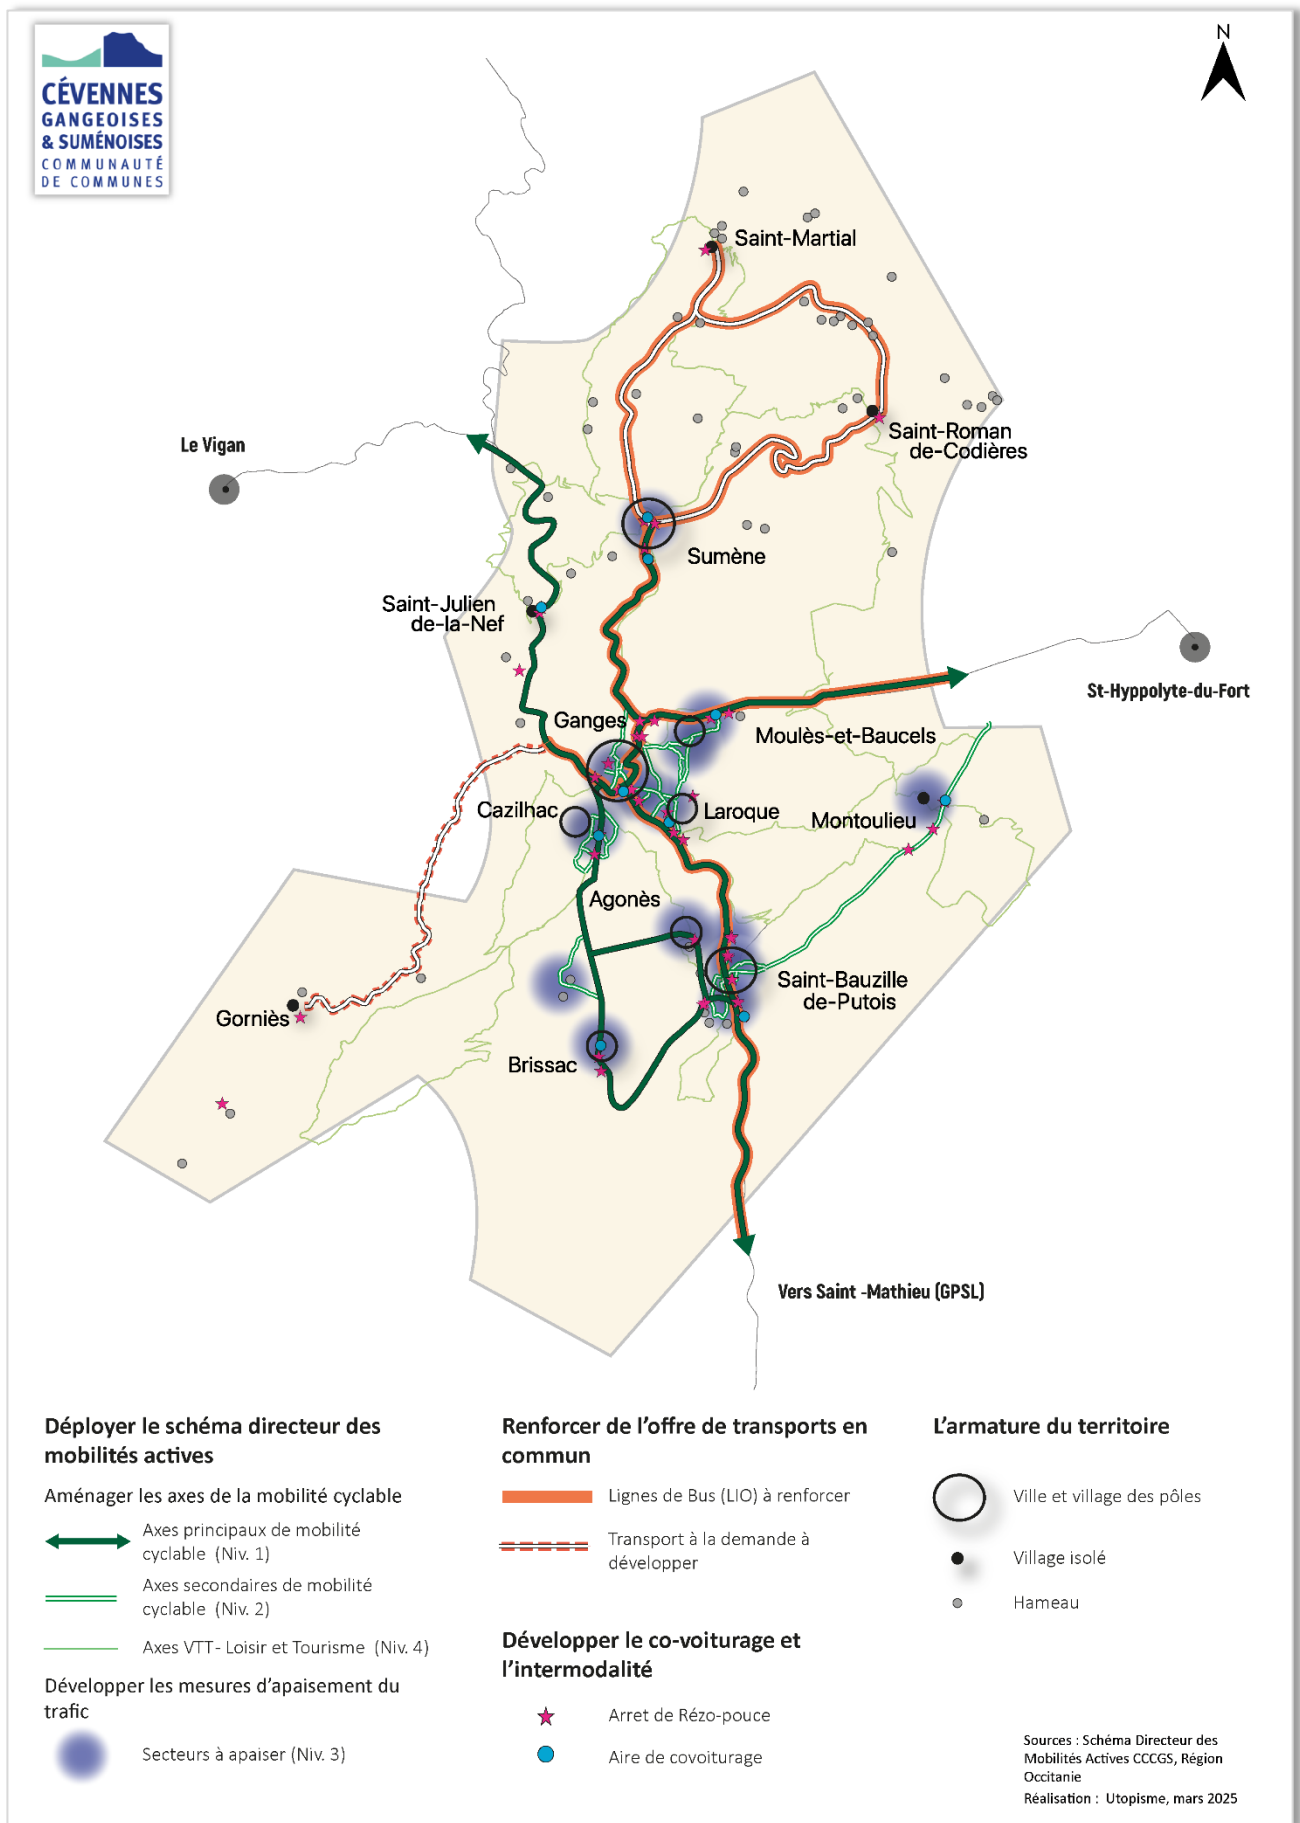 CÉVENNES
GANGEOISES
& SUMÉNOISES
COMMUNAUTÉ
DE COMMUNES
N
Saint-Martial
Le Vigan
Saint-Roman
de-Codières
Sumène
Saint-Julien
de-la-Nef
St-Hyppolyte-du-Fort
Ganges
Moulès-et-Baucels
Cazilhac
Laroque
Montoulieu
Agonès
Saint-Bauzille
de-Putois
Gorniès
Brissac
Vers Saint -Mathieu (GPSL)
Déployer le schéma directeur des
mobilités actives
Aménager les axes de la mobilité cyclable
Axes principaux de mobilité
cyclable (Niv. 1)
Axes secondaires de mobilité
cyclable (Niv. 2)
Axes VTT- Loisir et Tourisme (Niv. 4)
Développer les mesures d'apaisement du
trafic
Secteurs à apaiser (Niv. 3)
Renforcer de l'offre de transports en
commun
Lignes de Bus (LIO) à renforcer
Transport à la demande à
développer
Développer le co-voiturage et
l'intermodalité
Arret de Rézo-pouce
Aire de covoiturage
L'armature du territoire
Ville et village des pôles
Village isolé
Hameau
Sources : Schéma Directeur des
Mobilités Actives CCCGS, Région
Occitanie
Réalisation : Utopisme, mars 2025